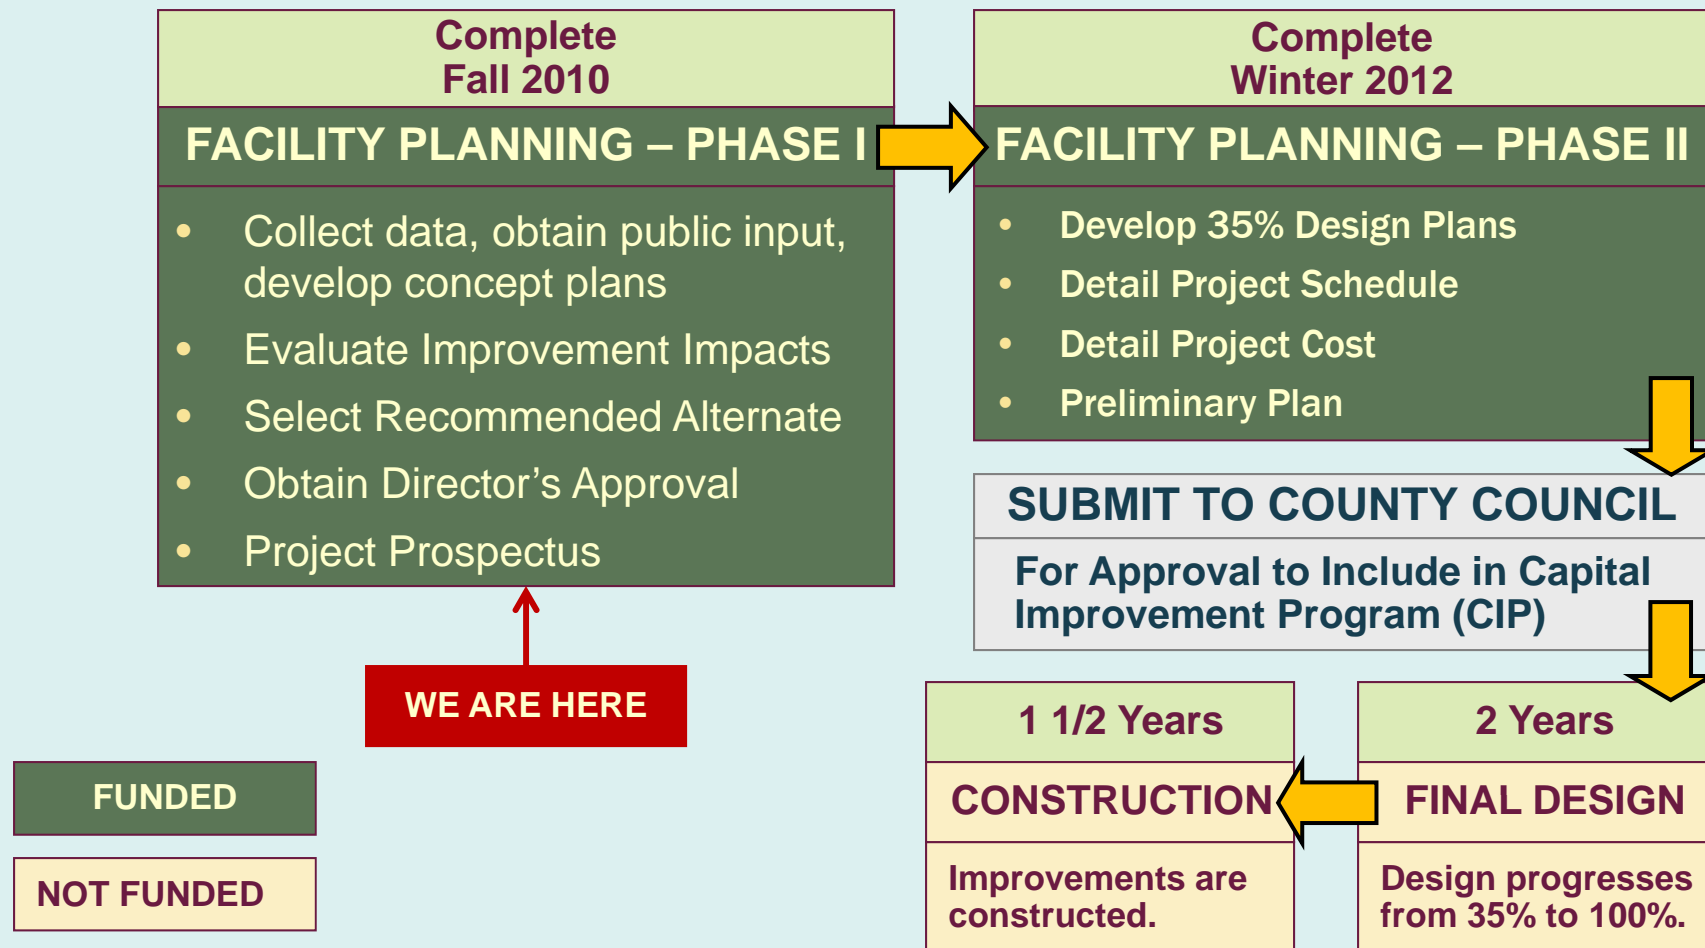 Complete
Fall 2010
FACILITY PLANNING – PHASE I
• Collect data, obtain public input,
develop concept plans
• Evaluate Improvement Impacts
• Select Recommended Alternate
• Obtain Director’s Approval
• Project Prospectus
WE ARE HERE
FUNDED
NOT FUNDED
Complete
Winter 2012
FACILITY PLANNING – PHASE II
• Develop 35% Design Plans
• Detail Project Schedule
• Detail Project Cost
• Preliminary Plan
SUBMIT TO COUNTY COUNCIL
For Approval to Include in Capital
Improvement Program (CIP)
2 Years
FINAL DESIGN
Design progresses
from 35% to 100%.
1 1/2 Years
CONSTRUCTION
Improvements are
constructed.